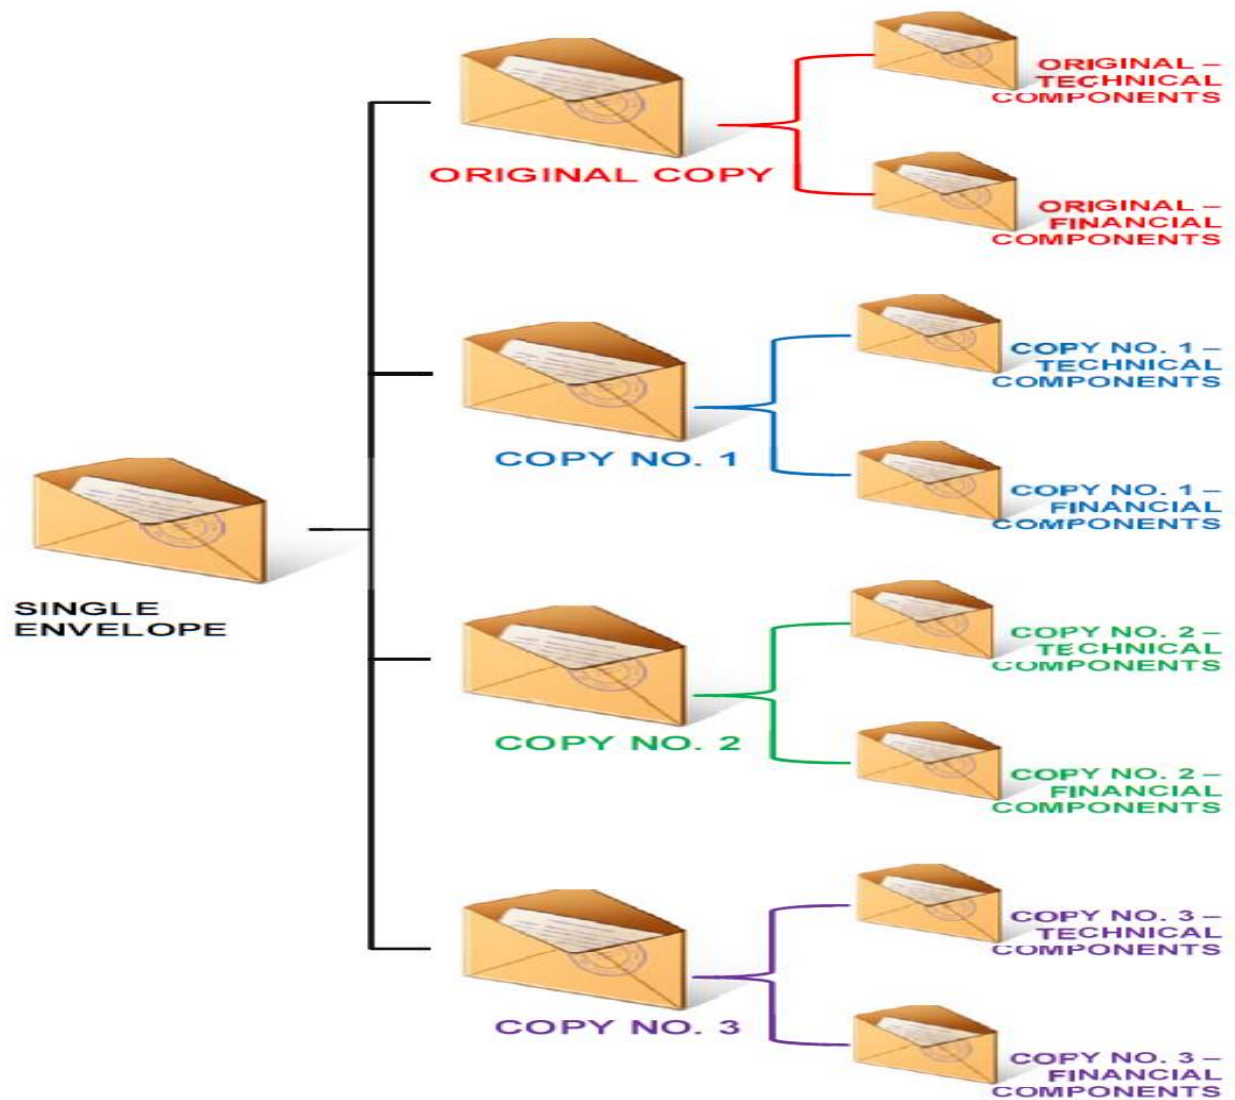 ORIGINAL –
TECHNICAL
COMPONENTS
ORIGINAL COPY
ORIGINAL –
FINANCIAL
COMPONENTS
COPY NO. 1 –
TECHNICAL
COMPONENTS
COPY NO. 1
COPY NO. 1 –
FINANCIAL
COMPONENTS
SINGLE
ENVELOPE
COPY NO. 2 –
TECHNICAL
COMPONENTS
COPY NO. 2
COPY NO. 2 –
FINANCIAL
COMPONENTS
COPY NO. 3 –
TECHNICAL
COMPONENTS
COPY NO. 3
COPY NO. 3 –
FINANCIAL
COMPONENTS